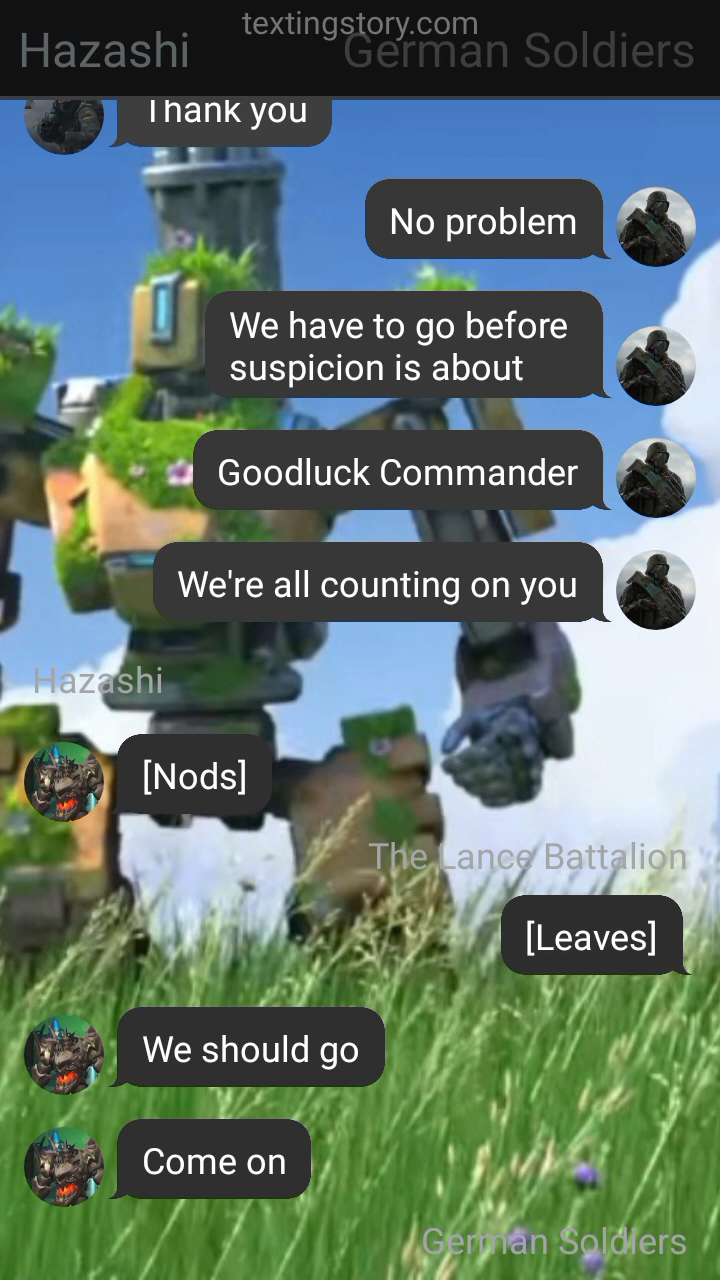 textingstory.com
Hazashi
German Soldiers
Thank you
No problem
We have to go before
suspicion is about
Goodluck Commander
We're all counting on you
Hazashi
[Nods]
The Lance Battalion
[Leaves]
We should go
Come on
German Soldiers